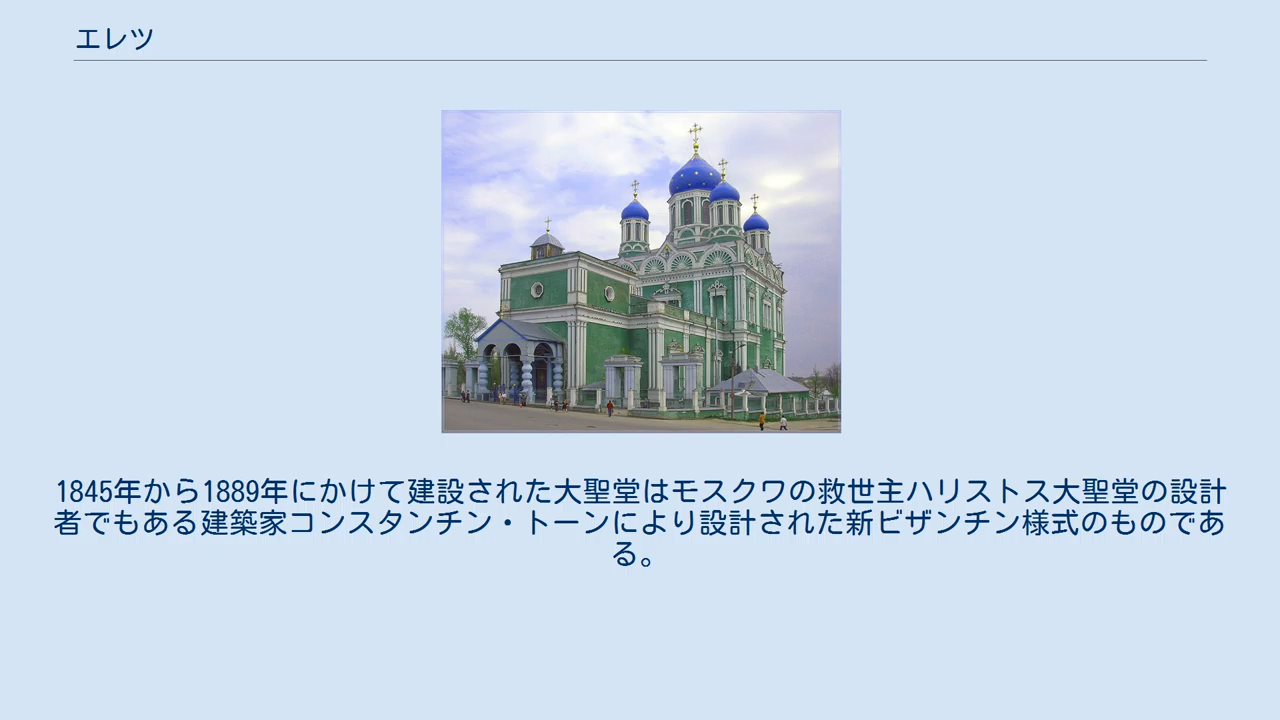 エレツ
1845年から1889年にかけて建設された大聖堂はモスクワの救世主ハリストス大聖堂の設計
者でもある建築家コンスタンチン・トーンにより設計された新ビザンチン様式のものであ
る。